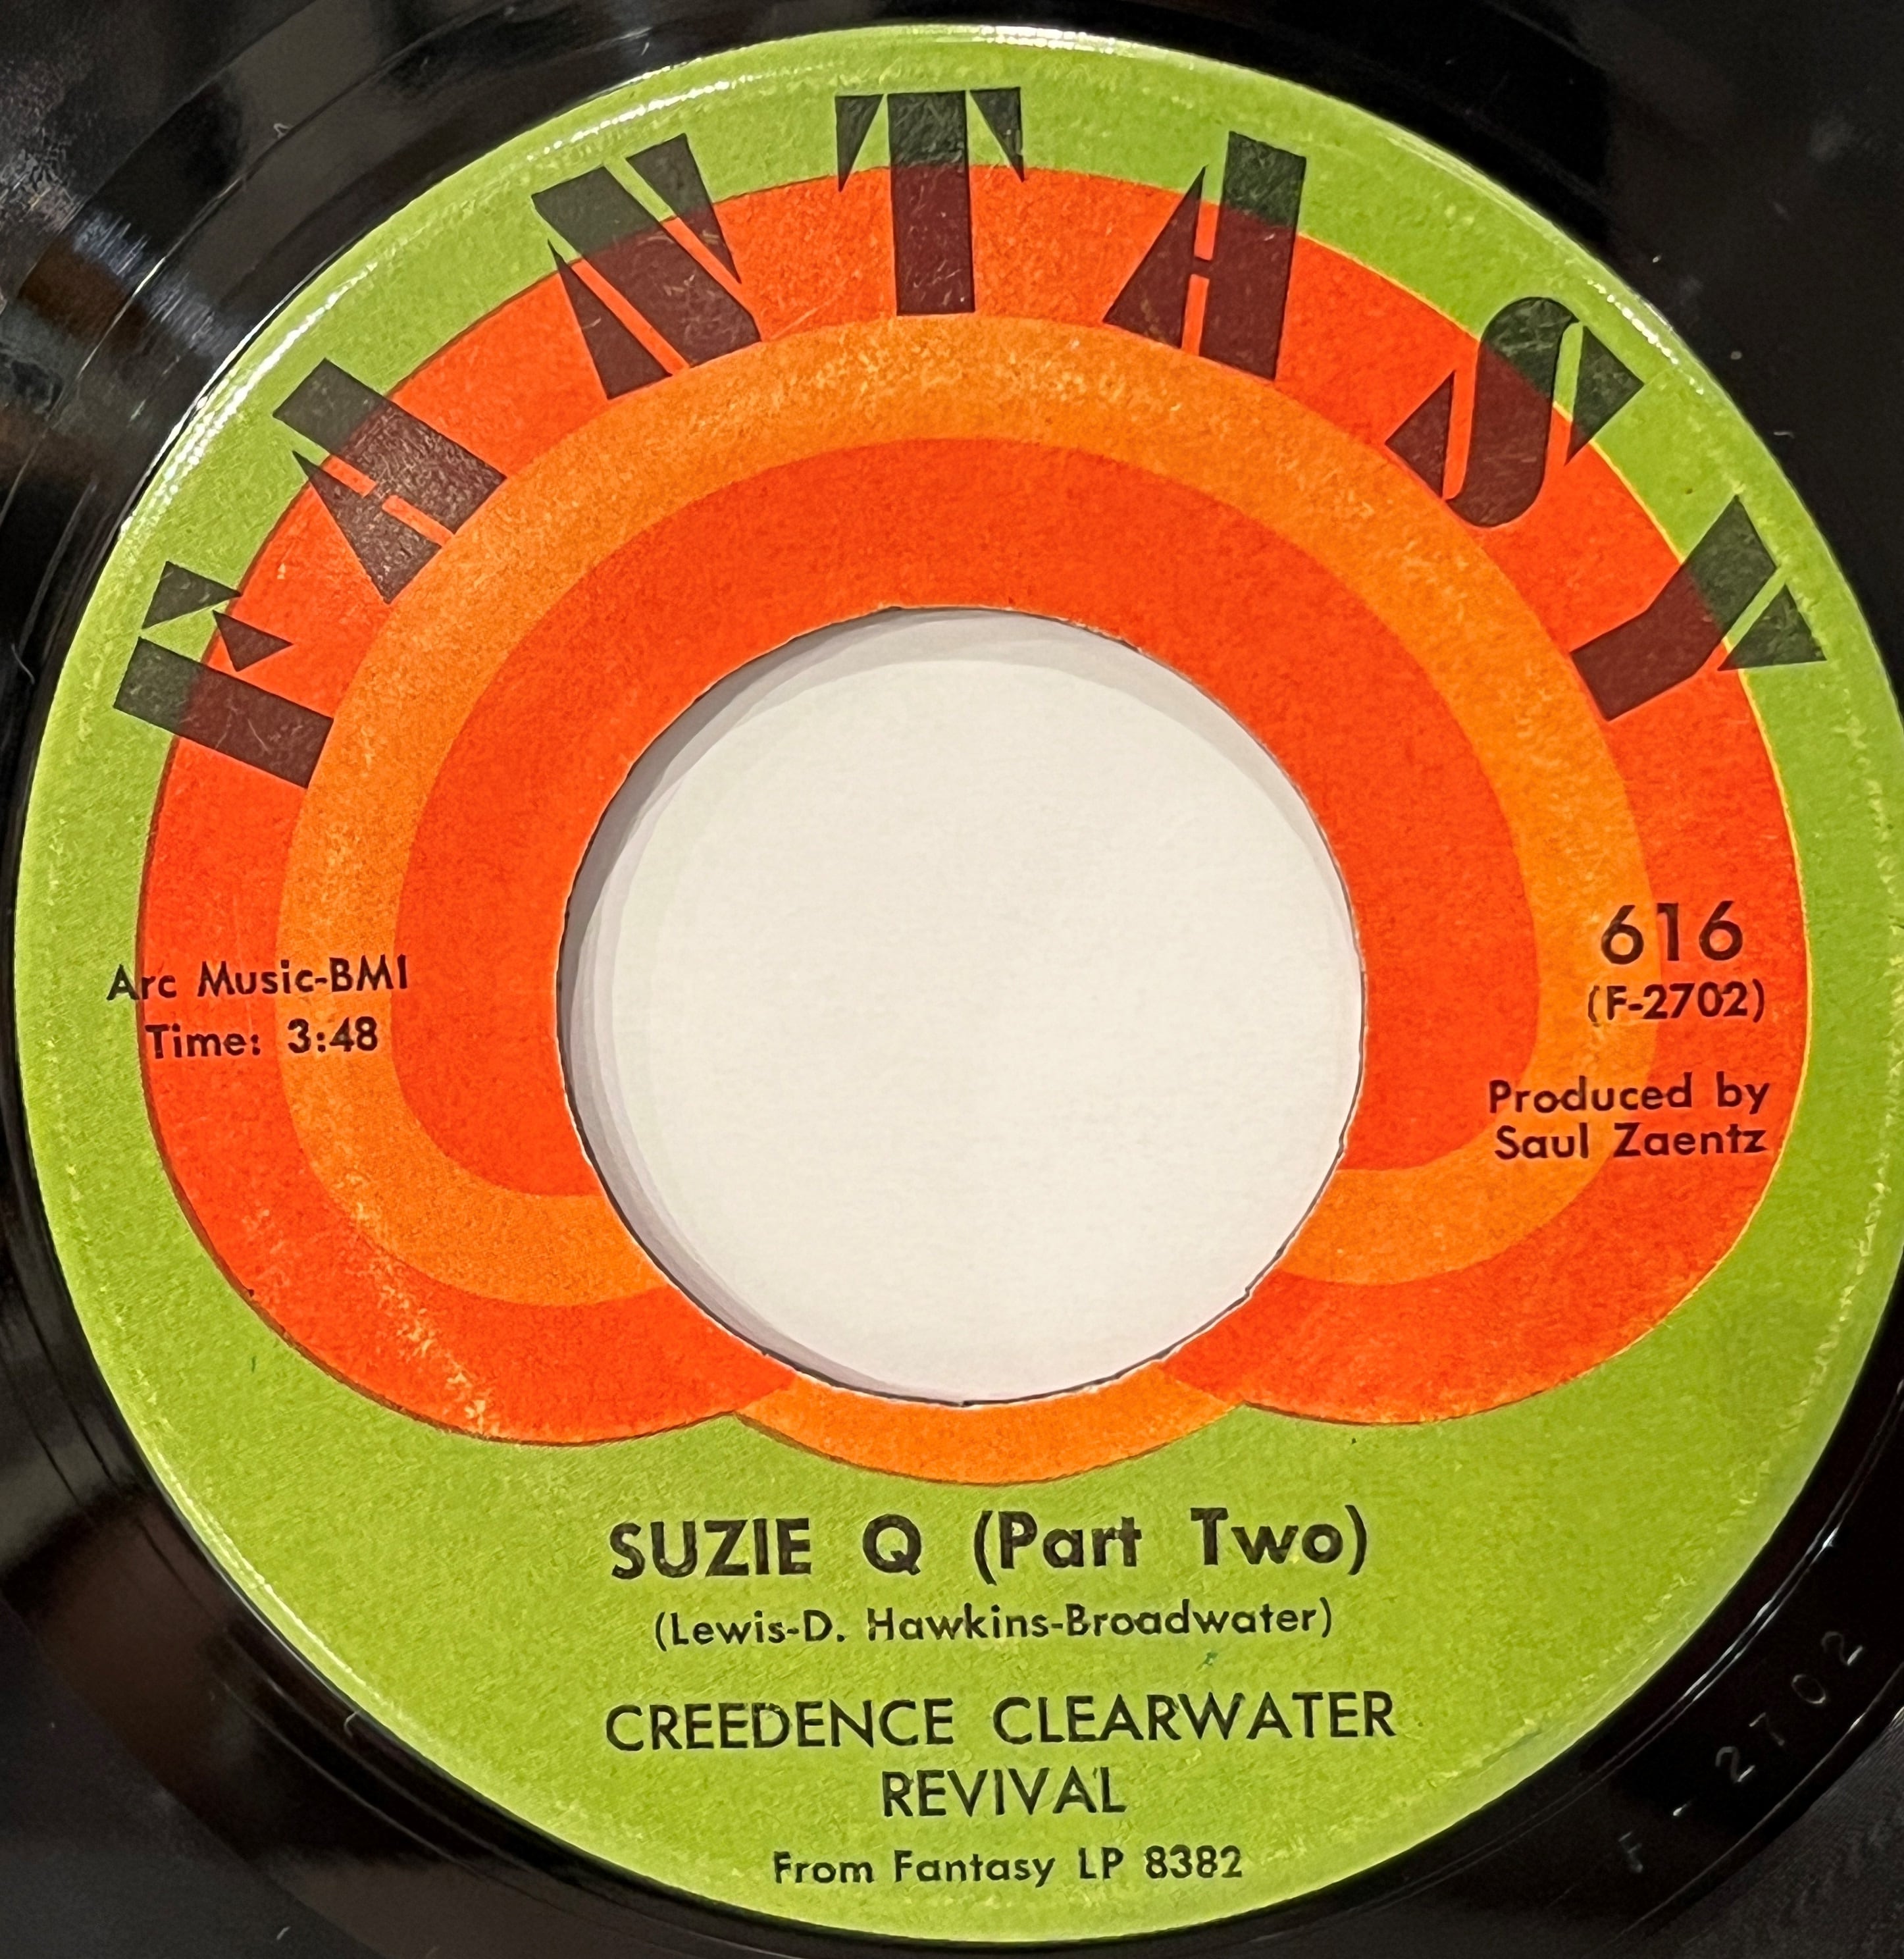 FANTASY
Arc Music-BMI
Time: 3:48
616
(F-2702)
Produced by
Saul Zaentz
SUZIE Q (Part Two)
(Lewis-D. Hawkins-Broadwater)
CREEDENCE CLEARWATER
REVIVAL
From Fantasy LP 8382
F-2702